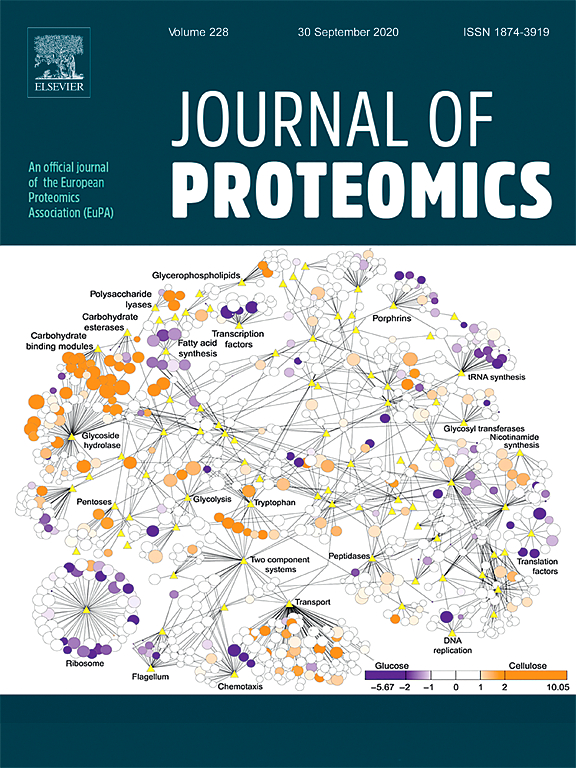 Volume 228 30 September 2020 ISSN 1874-3919
ELSEVIER
JOURNAL OF
PROTEOMICS
An official journal
of the European
Proteomics
Association (EuPA)
Glycerophospholipids
Polysaccharide
lyases
Carbohydrate
esterases
Carbohydrate
binding modules
Fatty acid
synthesis
Transcription
factors
Porphrins
tRNA synthesis
Glycoside
hydrolase
Glycosyl transferases
Nicotinamide
synthesis
Pentoses
Glycolysis
Tryptophan
Two component
systems
Peptidases
Translation
factors
Transport
Ribosome
Flagellum
Chemotaxis
DNA
replication
Glucose Cellulose
−5.67 −2 −1 0 1 2 10.05